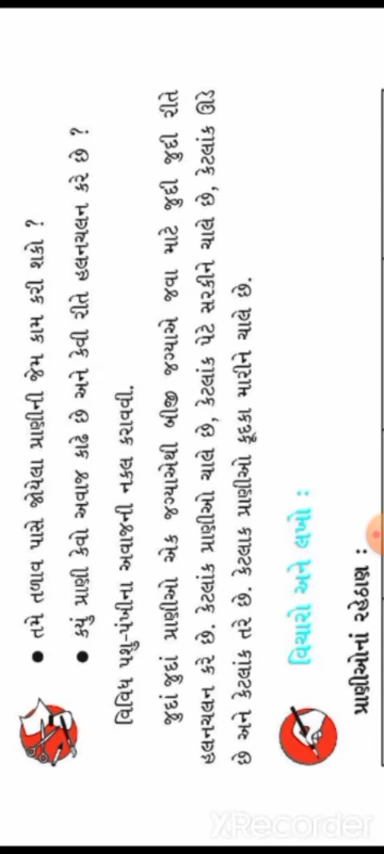 • તમે તળાવ પાસે જોયેલા પ્રાણીની જેમ કામ કરી શકો ?
• કયું પ્રાણી કેવો અવાજ કાઢે છે અને કેવી રીતે હલનચલન કરે છે ?
વિવિધ પશુ-પંખીના અવાજની નકલ કરાવવી.
જુદાં જુદાં પ્રાણીઓ એક જગ્યાએથી બીજી જગ્યાએ જવા માટે જુદી જુદી રીતે
હલનચલન કરે છે. કેટલાંક પ્રાણીઓ ચાલે છે, કેટલાંક પેટે સરકીને ચાલે છે, કેટલાંક ઊડે
છે અને કેટલાંક તરે છે. કેટલાક પ્રાણીઓ કૂદકા મારીને ચાલે છે.
વિચારો અને લખો :
પ્રાણીઓનાં રહેઠાણ :
XRecorder